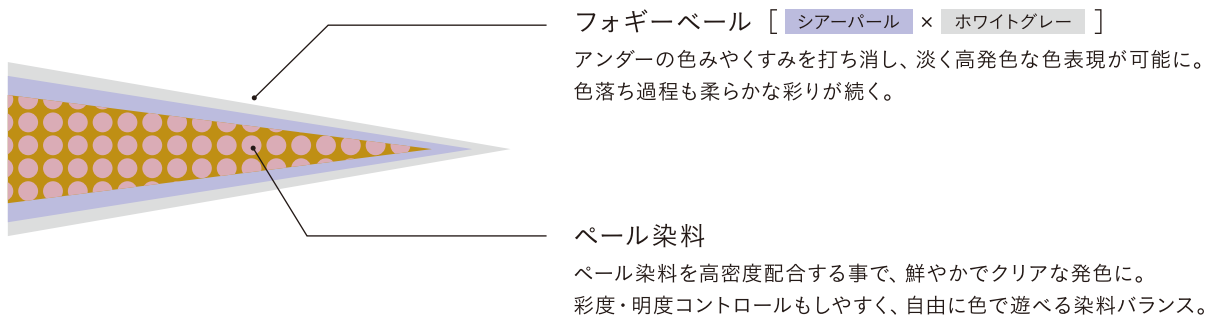 フォギーベール [ シアーパール × ホワイトグレー ]
アンダーの色みやくすみを打ち消し、淡く高発色な色表現が可能に。
色落ち過程も柔らかな彩りが続く。
ペール染料
ペール染料を高密度配合する事で、鮮やかでクリアな発色に。
彩度・明度コントロールもしやすく、自由に色で遊べる染料バランス。